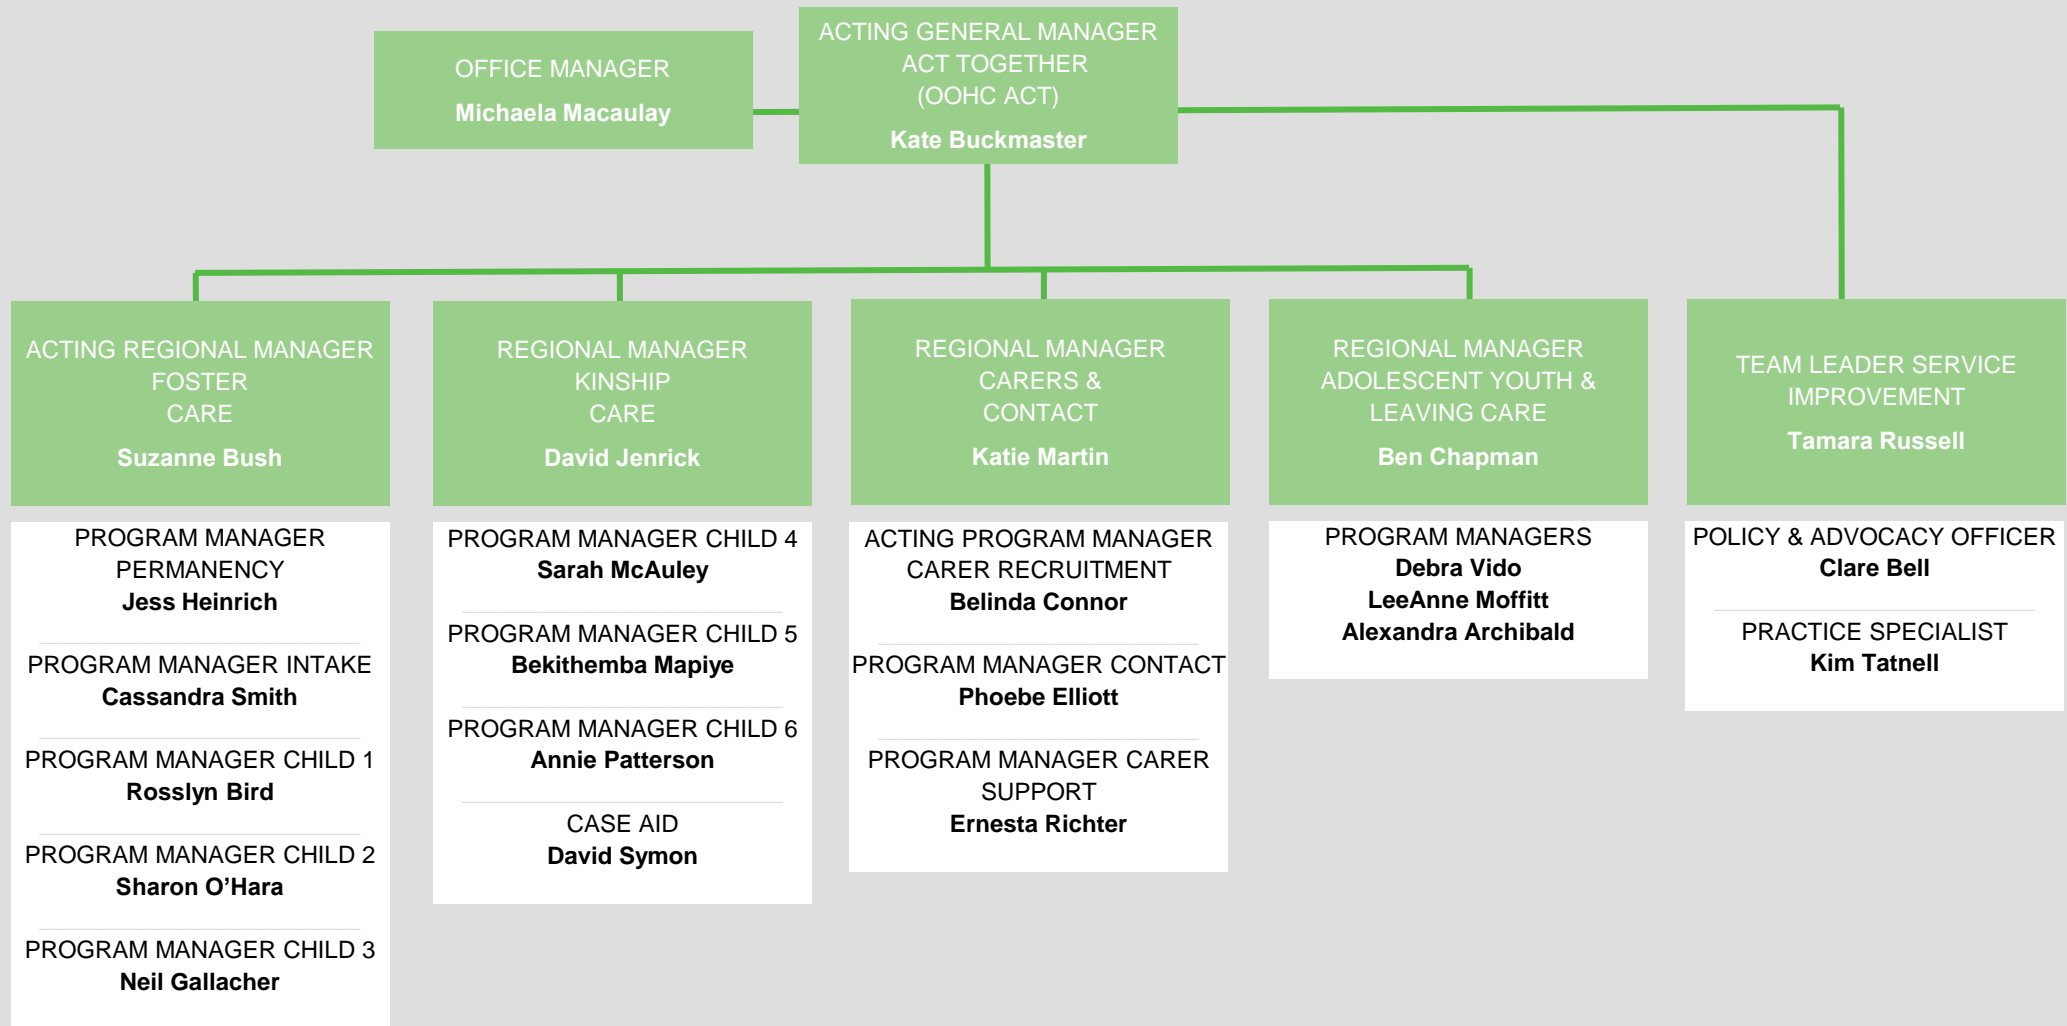 OFFICE MANAGER
Michaela Macaulay
ACTING GENERAL MANAGER
ACT TOGETHER
(OOHC ACT)
Kate Buckmaster
ACTING REGIONAL MANAGER
FOSTER
CARE
Suzanne Bush
PROGRAM MANAGER
PERMANENCY
Jess Heinrich
PROGRAM MANAGER INTAKE
Cassandra Smith
PROGRAM MANAGER CHILD 1
Rosslyn Bird
PROGRAM MANAGER CHILD 2
Sharon O’Hara
PROGRAM MANAGER CHILD 3
Neil Gallacher
REGIONAL MANAGER
KINSHIP
CARE
David Jenrick
PROGRAM MANAGER CHILD 4
Sarah McAuley
PROGRAM MANAGER CHILD 5
Bekithemba Mapiye
PROGRAM MANAGER CHILD 6
Annie Patterson
CASE AID
David Symon
REGIONAL MANAGER
CARERS &
CONTACT
Katie Martin
ACTING PROGRAM MANAGER
CARER RECRUITMENT
Belinda Connor
PROGRAM MANAGER CONTACT
Phoebe Elliott
PROGRAM MANAGER CARER
SUPPORT
Ernesta Richter
REGIONAL MANAGER
ADOLESCENT YOUTH &
LEAVING CARE
Ben Chapman
PROGRAM MANAGERS
Debra Vido
LeeAnne Moffitt
Alexandra Archibald
TEAM LEADER SERVICE
IMPROVEMENT
Tamara Russell
POLICY & ADVOCACY OFFICER
Clare Bell
PRACTICE SPECIALIST
Kim Tatnell